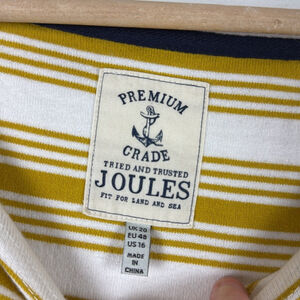 PREMIUM
GRADE
TRIED AND TRUSTED
JOULES
FIT FOR LAND AND SEA
UK 20
EU 48
US 16
MADE
IN
CHINA